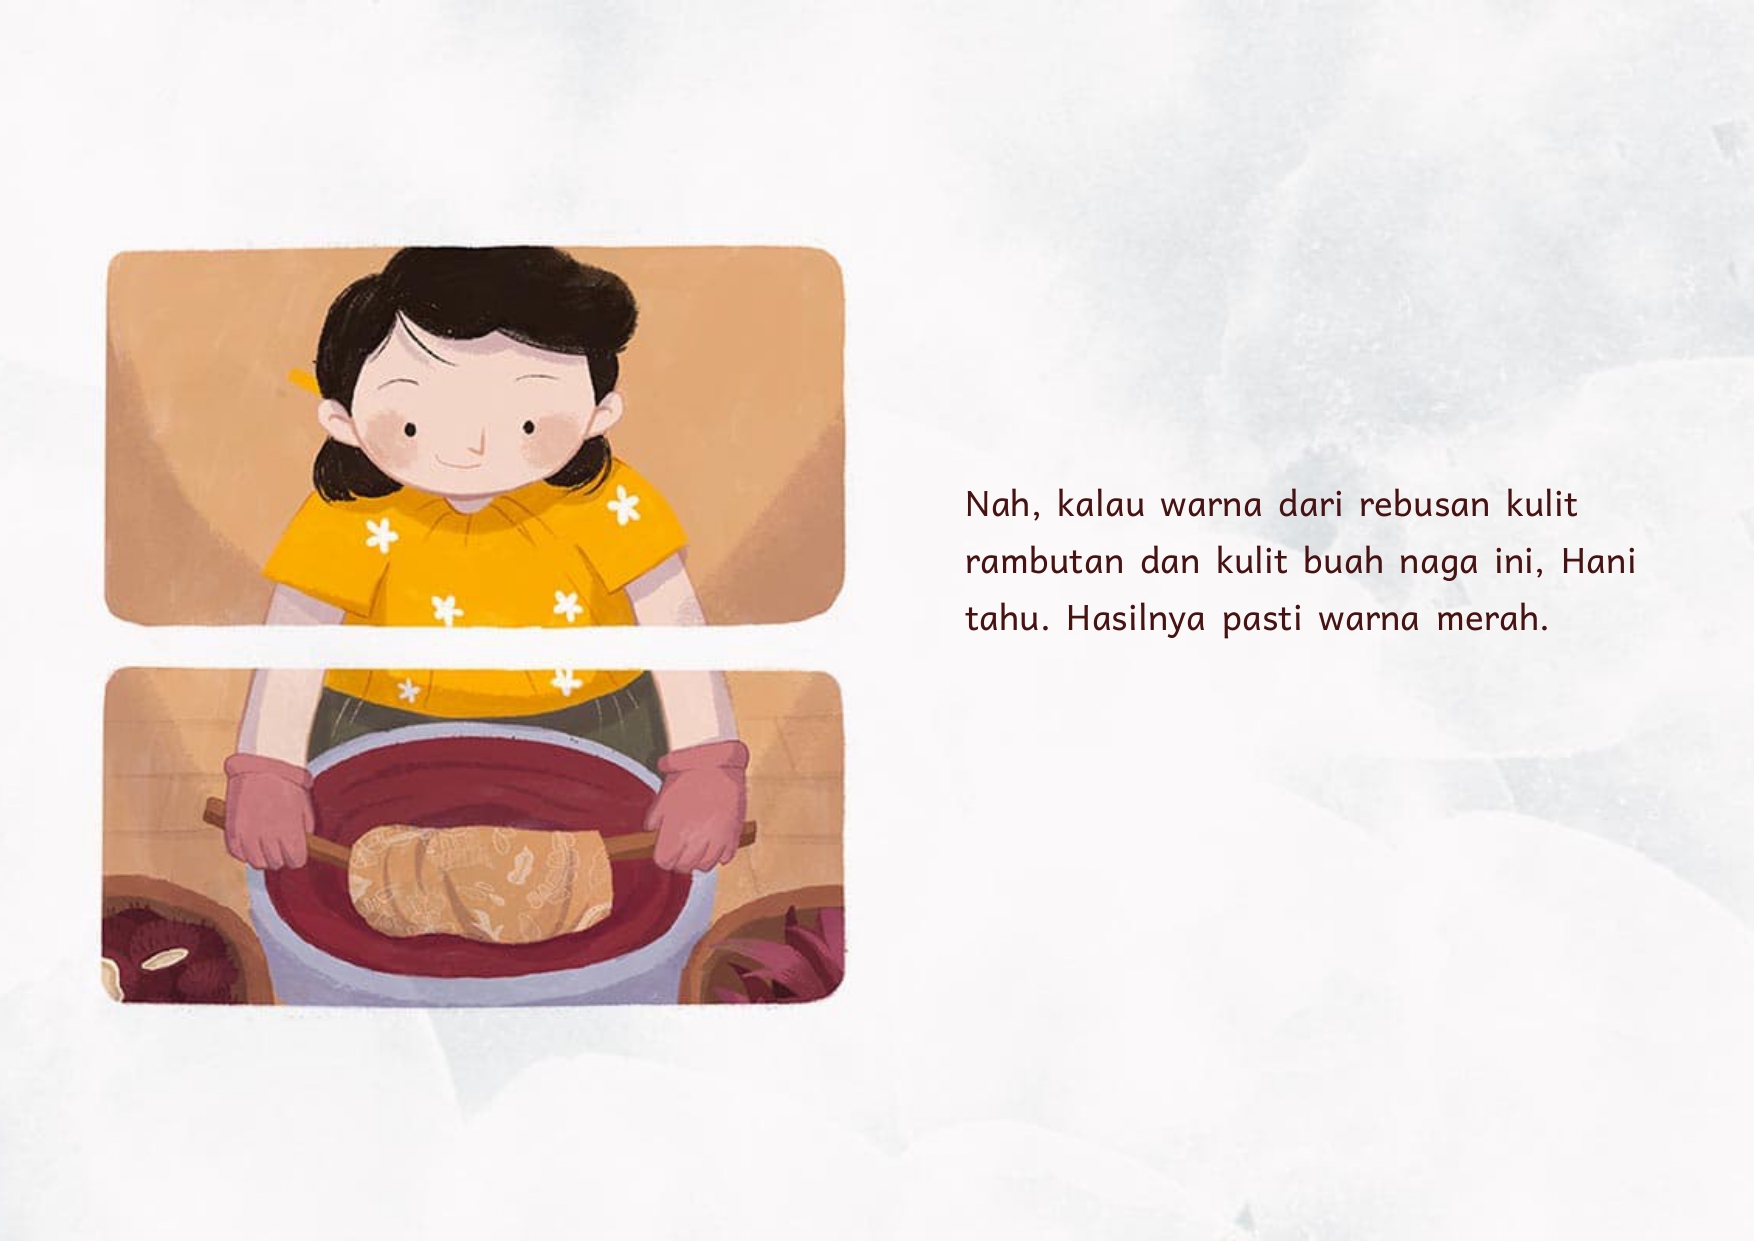 Nah, kalau warna dari rebusan kulit
rambutan dan kulit buah naga ini, Hani
tahu. Hasilnya pasti warna merah.